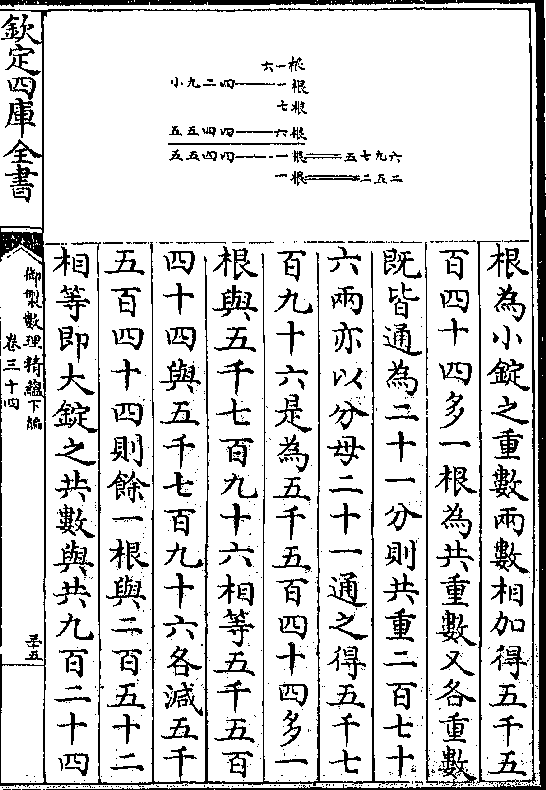 六一根
小九二四———一根
七根
五五四四———六根
五五四四———一根══五七九六
一根══二五二
根為小錠之重數兩數相加得五千五
百四十四多一根為共重數又各重數
既皆通為二十一分則共重二百七十
六兩亦以分母二十一通之得五千七
百九十六是為五千五百四十四多一
根與五千七百九十六相等五千五百
四十四與五千七百九十六各減五千
五百四十四則餘一根與二百五十二
相等即大錠之共數與共九百二十四
欽定四庫全書
御製數理精蘊下編
卷三十四
三十五